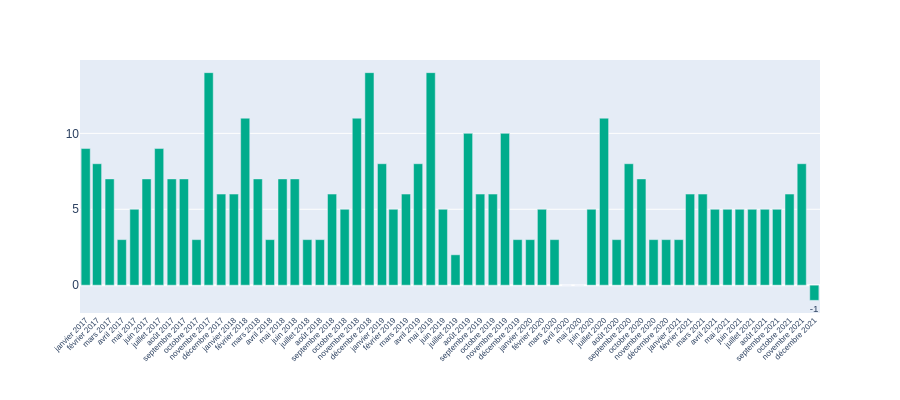 10
5
0
-1
janvier 2017
février 2017
mars 2017
avril 2017
mai 2017
juin 2017
juillet 2017
août 2017
septembre 2017
octobre 2017
novembre 2017
décembre 2017
janvier 2018
février 2018
mars 2018
avril 2018
mai 2018
juin 2018
juillet 2018
août 2018
septembre 2018
octobre 2018
novembre 2018
décembre 2018
janvier 2019
février 2019
mars 2019
avril 2019
mai 2019
juin 2019
juillet 2019
août 2019
septembre 2019
octobre 2019
novembre 2019
décembre 2019
janvier 2020
février 2020
mars 2020
avril 2020
mai 2020
juin 2020
juillet 2020
août 2020
septembre 2020
octobre 2020
novembre 2020
décembre 2020
janvier 2021
février 2021
mars 2021
avril 2021
mai 2021
juin 2021
juillet 2021
août 2021
septembre 2021
octobre 2021
novembre 2021
décembre 2021